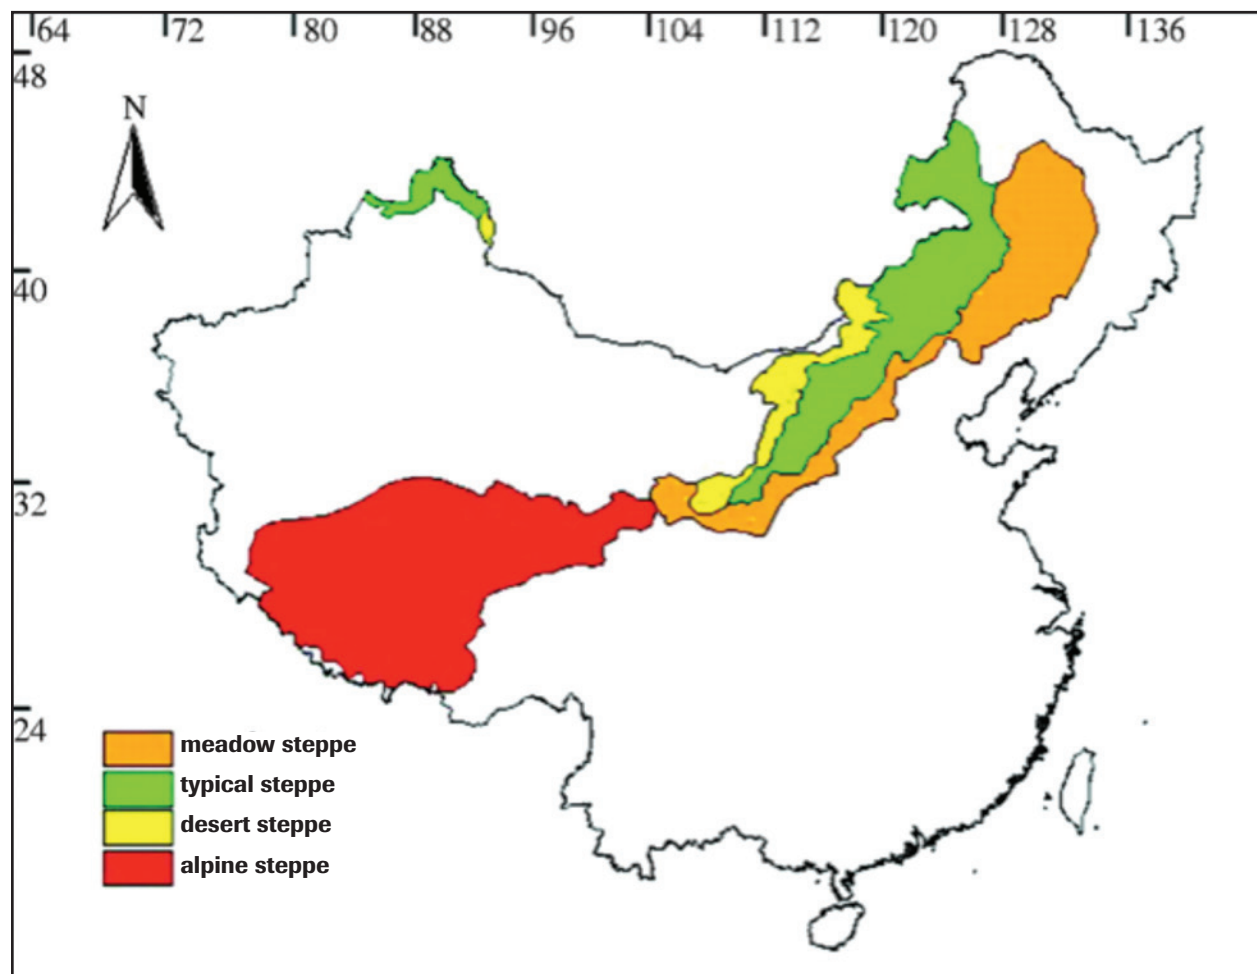 64 72 80 88 96 104 112 120 128 136
48
N
40
32
24
meadow steppe
typical steppe
desert steppe
alpine steppe